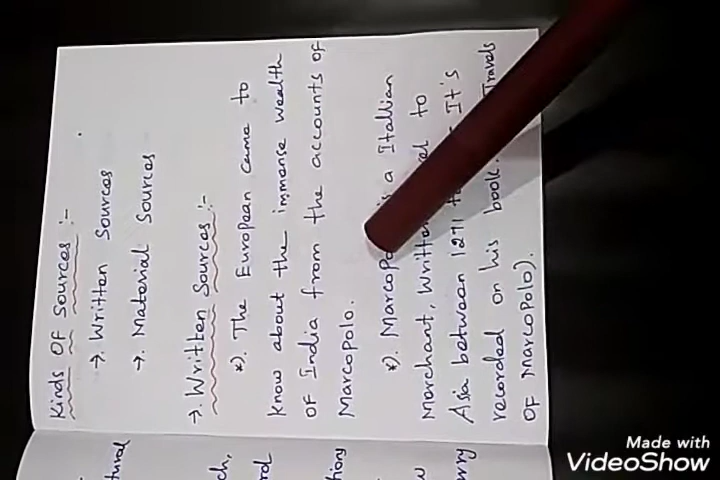 Kinds Of Sources :-
→. Written Sources
→. Material Sources
→. Written Sources :-
*). The European came to
Know about the immense wealth
of India from the accounts of
Marcopolo.
*). is a Itallian
Marchant, to
Asia between 1271 It's
recorded on his book. Travels
Of MarcoPolo).
Made with
VideoShow